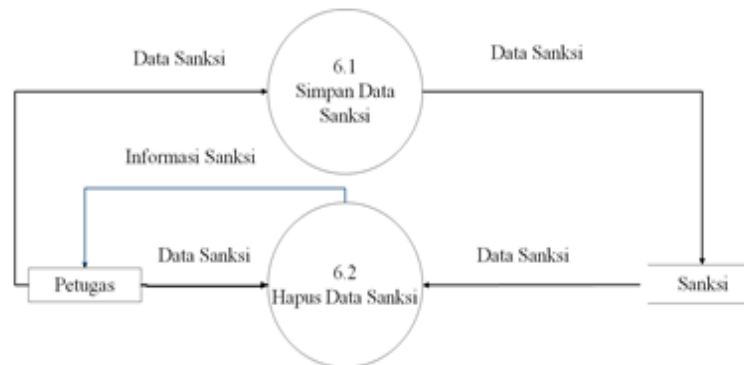 Data Sanksi
6.1
Simpan Data
Sanksi
Data Sanksi
Informasi Sanksi
Data Sanksi
6.2
Hapus Data Sanksi
Data Sanksi
Petugas
Sanksi